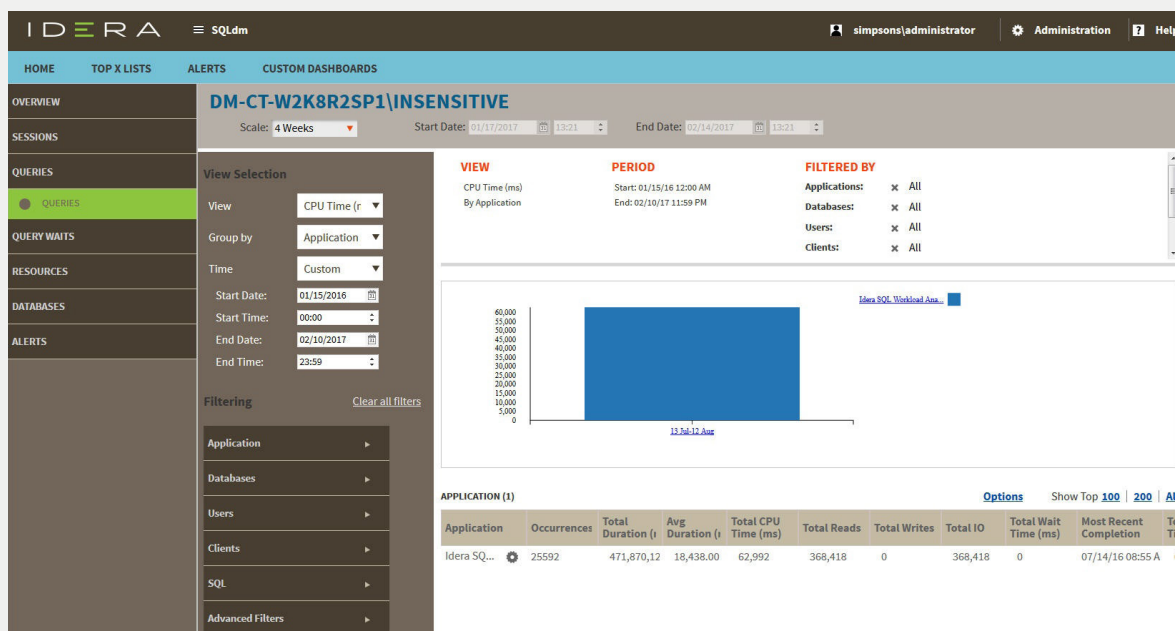 IDERA
SQLdm
simpsons\administrator
Administration
? Help
HOME TOP X LISTS ALERTS CUSTOM DASHBOARDS
OVERVIEW
SESSIONS
QUERIES
QUERIES
QUERY WAITS
RESOURCES
DATABASES
ALERTS
DM-CT-W2K8R2SP1\INSENSITIVE
Scale: 4 Weeks Start Date: 01/17/2017 13:21 End Date: 02/14/2017 13:21
View Selection
View CPU Time (r
Group by Application
Time Custom
Start Date: 01/15/2016
Start Time: 00:00
End Date: 02/10/2017
End Time: 23:59
Filtering Clear all filters
Application
Databases
Users
Clients
SQL
Advanced Filters
VIEW
CPU Time (ms)
By Application
PERIOD
Start: 01/15/16 12:00 AM
End: 02/10/17 11:59 PM
FILTERED BY
Applications: All
Databases: All
Users: All
Clients: All
Idera SQL Workload Ana...
60,000
55,000
50,000
45,000
40,000
35,000
30,000
25,000
20,000
15,000
10,000
5,000
0
13 Jul-12 Aug
APPLICATION (1) Options Show Top 100 | 200 |
Application Occurrences Total Duration ( Avg Duration ( Total CPU Time (ms) Total Reads Total Writes Total IO Total Wait Time (ms) Most Recent Completion
Idera SQ... 25592 471,870,12 18,438.00 62,992 368,418 0 368,418 0 07/14/16 08:55 A